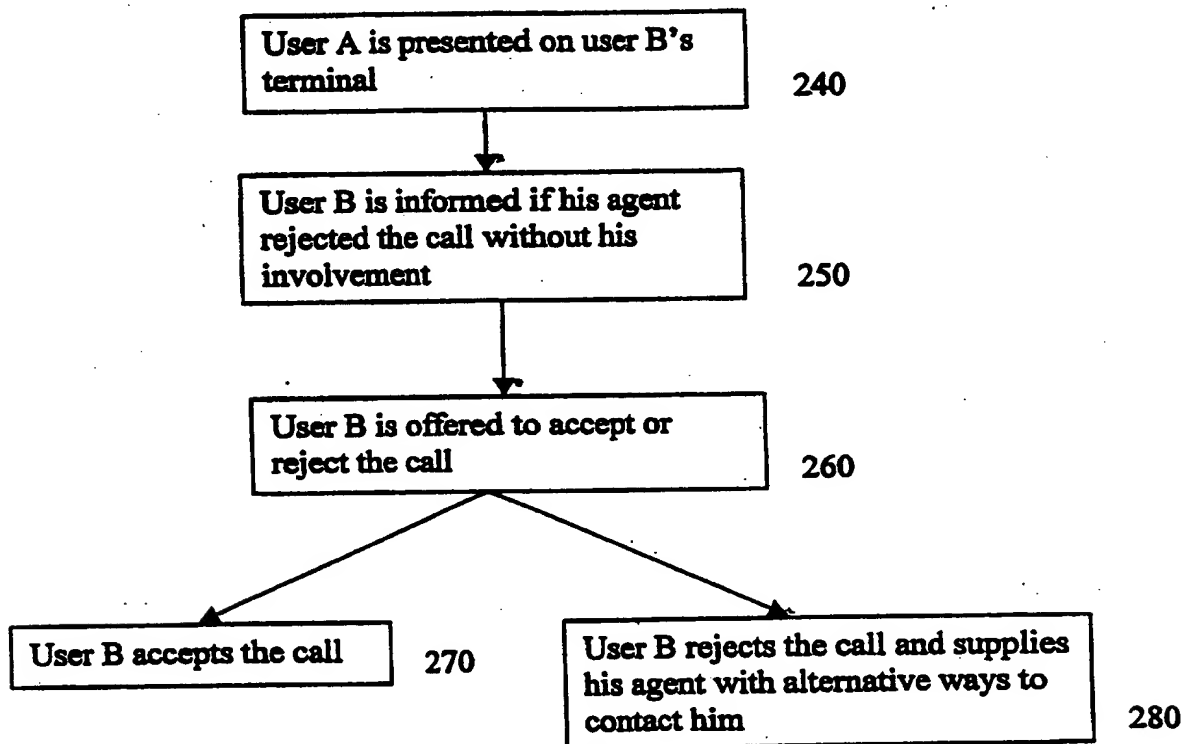 User A is presented on user B's
terminal
240
User B is informed if his agent
rejected the call without his
involvement
250
User B is offered to accept or
reject the call
260
User B accepts the call
270
User B rejects the call and supplies
his agent with alternative ways to
contact him
280